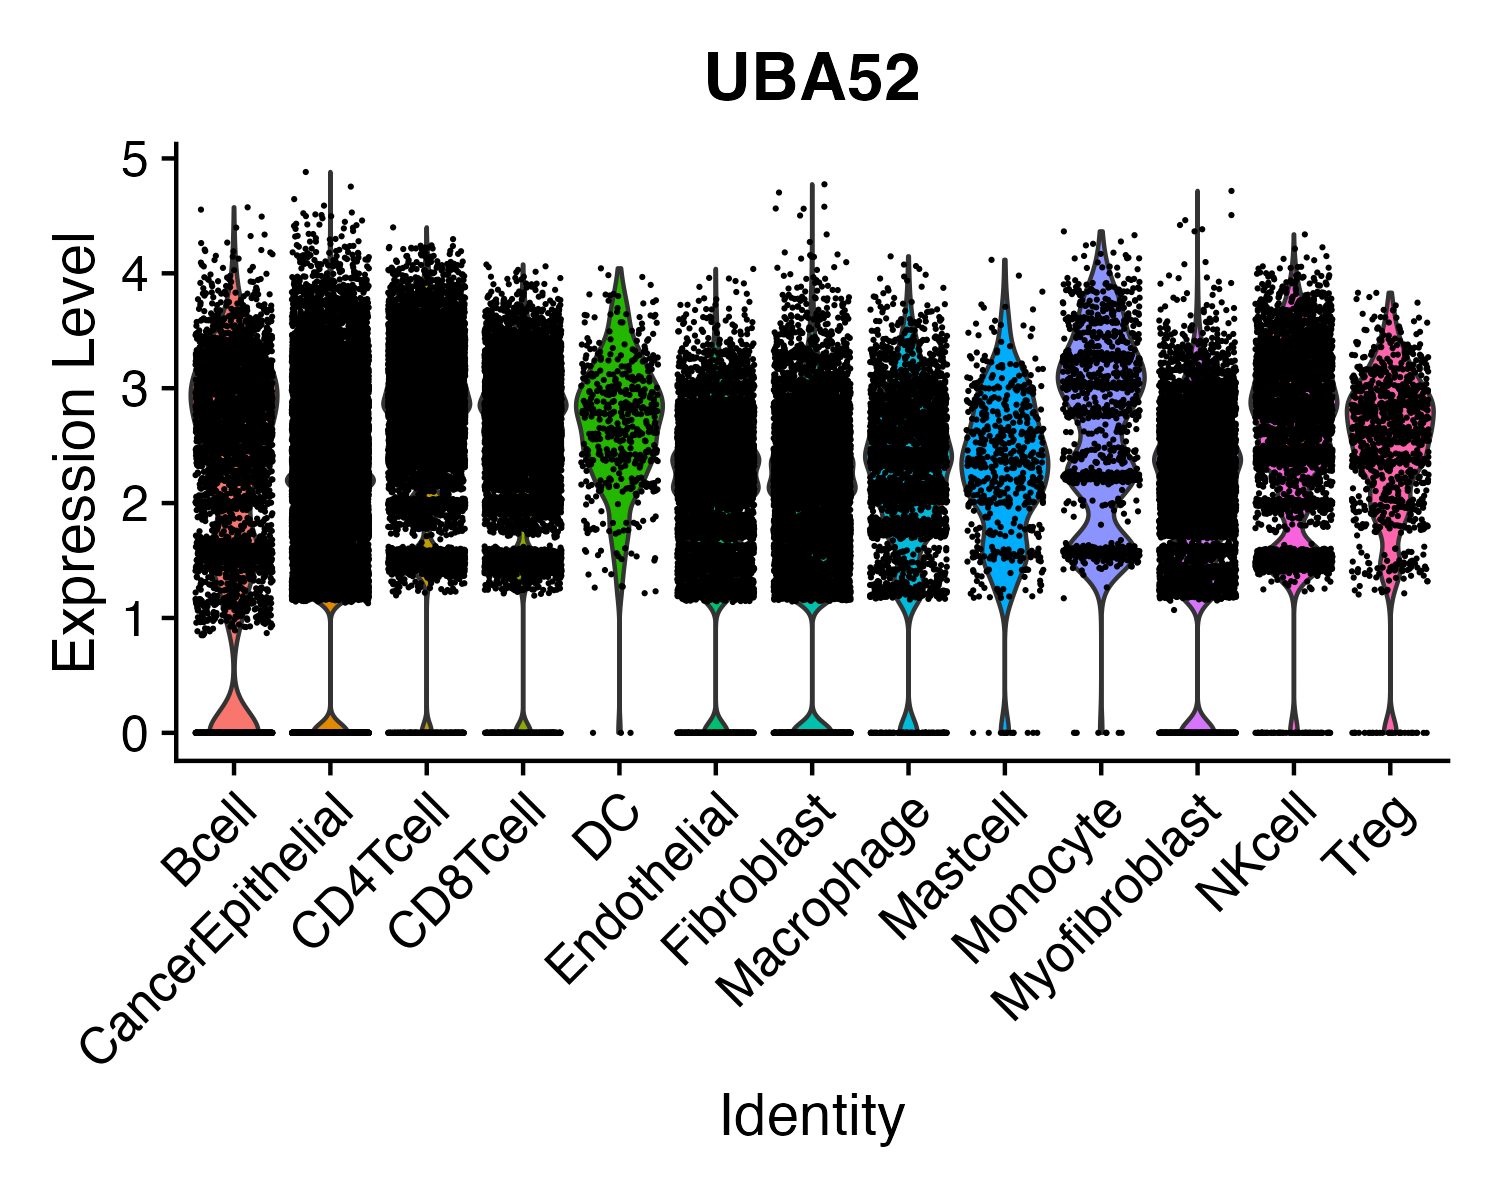 UBA52
Expression Level
5
4
3
2
1
0
Bcell
CancerEpithelial
CD4Tcell
CD8Tcell
DC
Endothelial
Fibroblast
Macrophage
Mastcell
Monocyte
Myofibroblast
NKcell
Treg
Identity